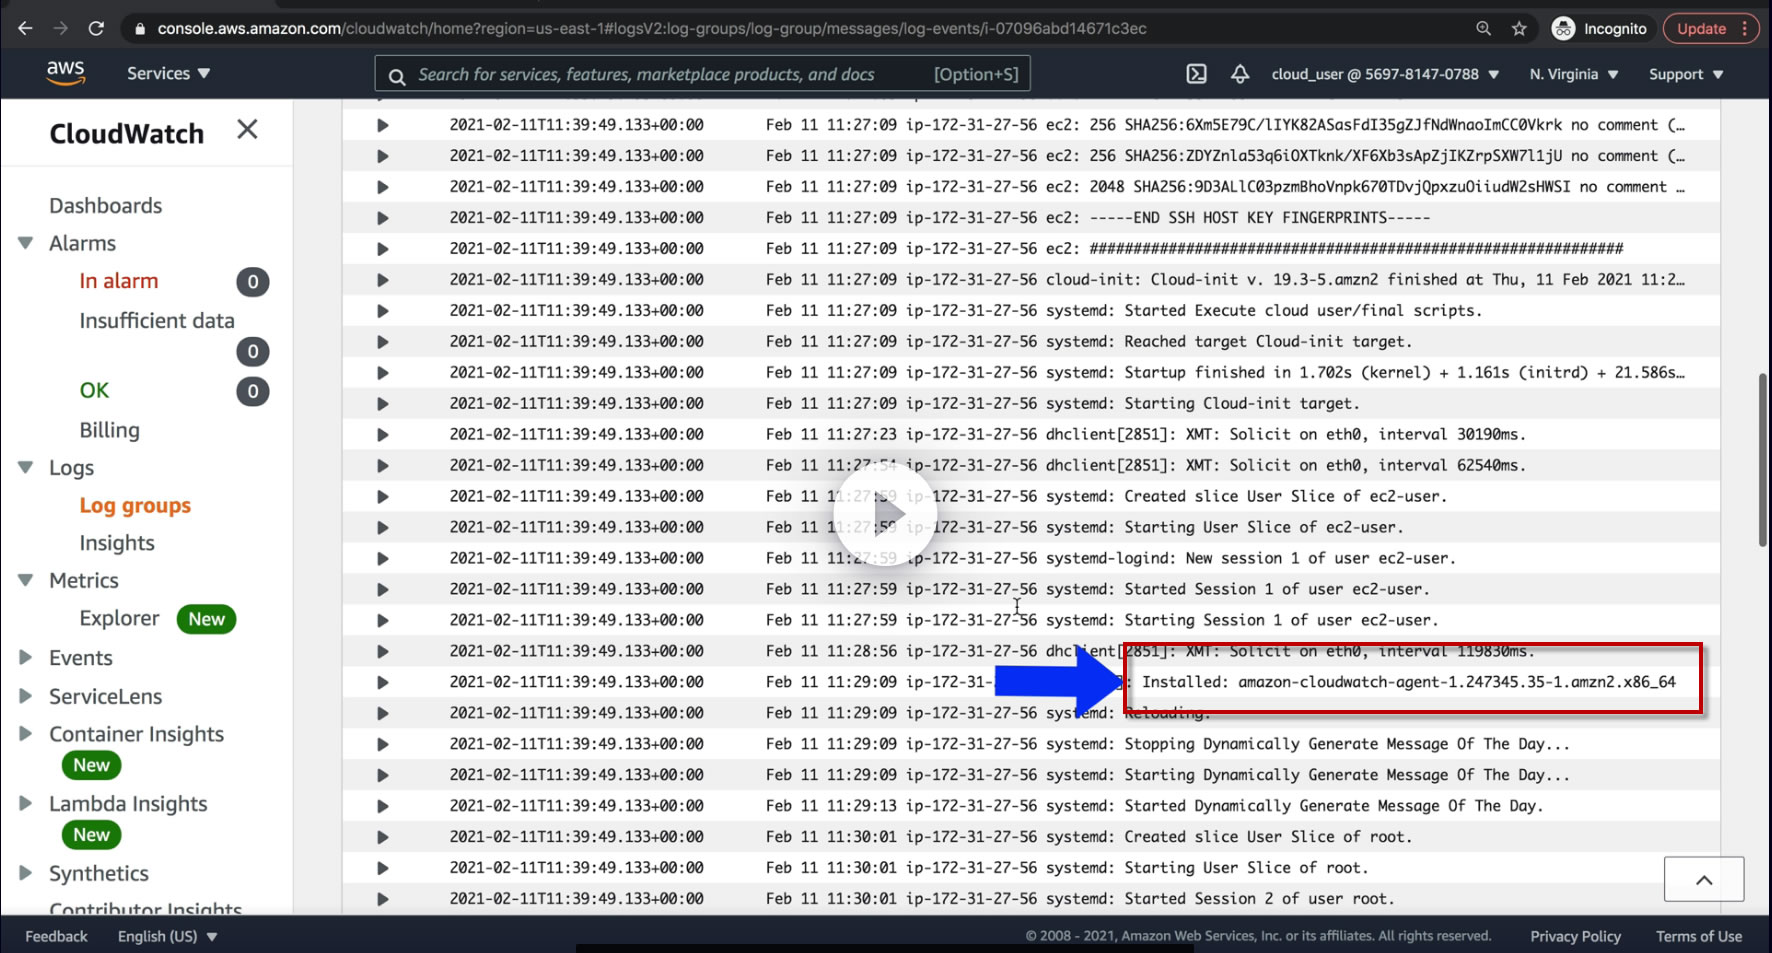 console.aws.amazon.com/cloudwatch/home?region=us-east-1#logsV2:log-groups/log-group/messages/log-events/i-07096abd14671c3ec
Incognito
Update
aws
Services
Search for services, features, marketplace products, and docs
[Option+S]
cloud_user @ 5697-8147-0788
N. Virginia
Support
CloudWatch
Dashboards
Alarms
In alarm
0
Insufficient data
0
OK
0
Billing
Logs
Log groups
Insights
Metrics
Explorer New
Events
ServiceLens
Container Insights
New
Lambda Insights
New
Synthetics
Contributor Insights
2021-02-11T11:39:49.133+00:00 Feb 11 11:27:09 ip-172-31-27-56 ec2: 256 SHA256:6Xm5E79C/lIYK82ASasFdI35gZJfNdWnaoImCC0Vkrk no comment (…
2021-02-11T11:39:49.133+00:00 Feb 11 11:27:09 ip-172-31-27-56 ec2: 256 SHA256:ZDYZnla53q6iOXTknk/XF6Xb3sApZjIKZrpSXW7l1jU no comment (…
2021-02-11T11:39:49.133+00:00 Feb 11 11:27:09 ip-172-31-27-56 ec2: 2048 SHA256:9D3ALlC03pzmBhoVnpk670TDvjQpxzuOiiudW2sHWSI no comment …
2021-02-11T11:39:49.133+00:00 Feb 11 11:27:09 ip-172-31-27-56 ec2: -----END SSH HOST KEY FINGERPRINTS-----
2021-02-11T11:39:49.133+00:00 Feb 11 11:27:09 ip-172-31-27-56 ec2: #############################################################
2021-02-11T11:39:49.133+00:00 Feb 11 11:27:09 ip-172-31-27-56 cloud-init: Cloud-init v. 19.3-5.amzn2 finished at Thu, 11 Feb 2021 11:2…
2021-02-11T11:39:49.133+00:00 Feb 11 11:27:09 ip-172-31-27-56 systemd: Started Execute cloud user/final scripts.
2021-02-11T11:39:49.133+00:00 Feb 11 11:27:09 ip-172-31-27-56 systemd: Reached target Cloud-init target.
2021-02-11T11:39:49.133+00:00 Feb 11 11:27:09 ip-172-31-27-56 systemd: Startup finished in 1.702s (kernel) + 1.161s (initrd) + 21.586s…
2021-02-11T11:39:49.133+00:00 Feb 11 11:27:09 ip-172-31-27-56 systemd: Starting Cloud-init target.
2021-02-11T11:39:49.133+00:00 Feb 11 11:27:23 ip-172-31-27-56 dhclient[2851]: XMT: Solicit on eth0, interval 30190ms.
2021-02-11T11:39:49.133+00:00 Feb 11 11:27:54 ip-172-31-27-56 dhclient[2851]: XMT: Solicit on eth0, interval 62540ms.
2021-02-11T11:39:49.133+00:00 Feb 11 11:27:59 ip-172-31-27-56 systemd: Created slice User Slice of ec2-user.
2021-02-11T11:39:49.133+00:00 Feb 11 11:27:59 ip-172-31-27-56 systemd: Starting User Slice of ec2-user.
2021-02-11T11:39:49.133+00:00 Feb 11 11:27:59 ip-172-31-27-56 systemd-logind: New session 1 of user ec2-user.
2021-02-11T11:39:49.133+00:00 Feb 11 11:27:59 ip-172-31-27-56 systemd: Started Session 1 of user ec2-user.
2021-02-11T11:39:49.133+00:00 Feb 11 11:27:59 ip-172-31-27-56 systemd: Starting Session 1 of user ec2-user.
2021-02-11T11:39:49.133+00:00 Feb 11 11:28:56 ip-172-31-27-56 dhclient[2851]: XMT: Solicit on eth0, interval 119830ms.
2021-02-11T11:39:49.133+00:00 Feb 11 11:29:09 ip-172-31- : Installed: amazon-cloudwatch-agent-1.247345.35-1.amzn2.x86_64
2021-02-11T11:39:49.133+00:00 Feb 11 11:29:09 ip-172-31-27-56 systemd: Reloading.
2021-02-11T11:39:49.133+00:00 Feb 11 11:29:09 ip-172-31-27-56 systemd: Stopping Dynamically Generate Message Of The Day...
2021-02-11T11:39:49.133+00:00 Feb 11 11:29:09 ip-172-31-27-56 systemd: Starting Dynamically Generate Message Of The Day...
2021-02-11T11:39:49.133+00:00 Feb 11 11:29:13 ip-172-31-27-56 systemd: Started Dynamically Generate Message Of The Day.
2021-02-11T11:39:49.133+00:00 Feb 11 11:30:01 ip-172-31-27-56 systemd: Created slice User Slice of root.
2021-02-11T11:39:49.133+00:00 Feb 11 11:30:01 ip-172-31-27-56 systemd: Starting User Slice of root.
2021-02-11T11:39:49.133+00:00 Feb 11 11:30:01 ip-172-31-27-56 systemd: Started Session 2 of user root.
Feedback
English (US)
© 2008 - 2021, Amazon Web Services, Inc. or its affiliates. All rights reserved.
Privacy Policy
Terms of Use